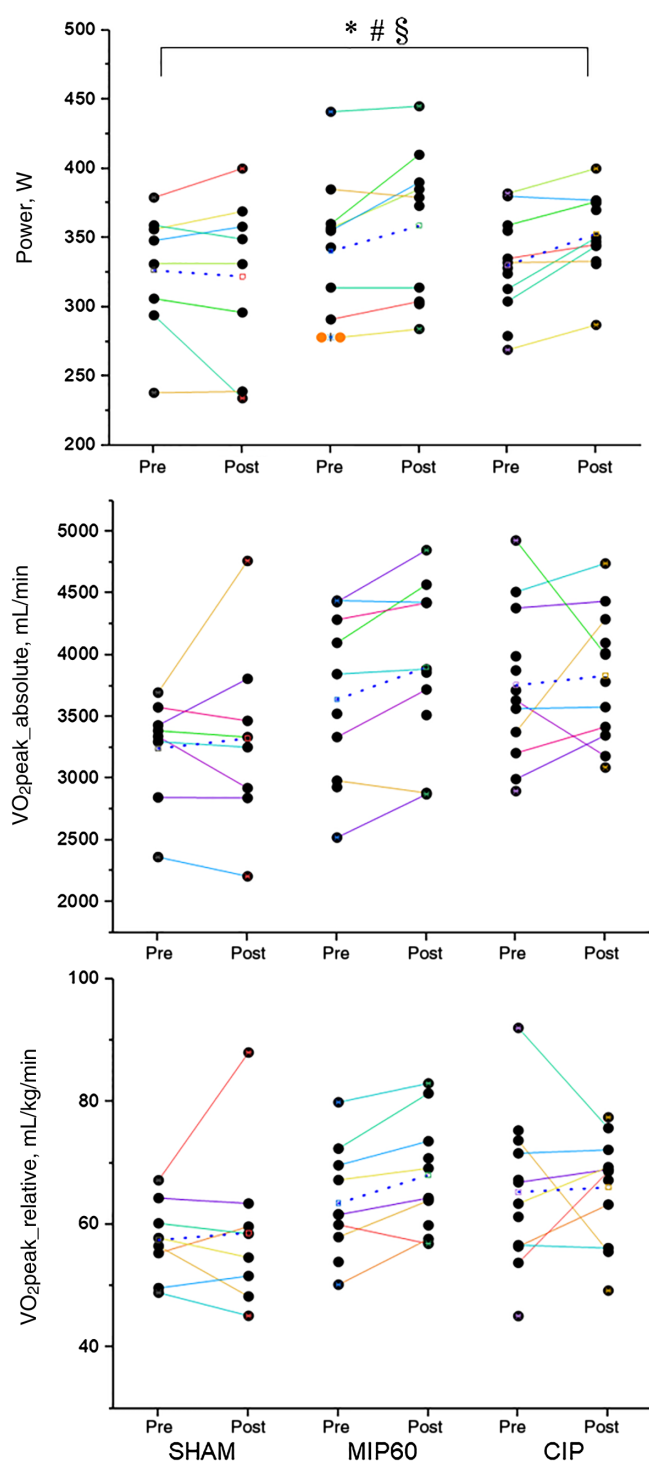 * # §
500
450
400
350
300
250
200
Power, W
Pre Post Pre Post Pre Post
5000
4500
4000
3500
3000
2500
2000
VO₂peak_absolute, mL/min
Pre Post Pre Post Pre Post
100
80
60
40
VO₂peak_relative, mL/kg/min
Pre Post Pre Post Pre Post
SHAM MIP60 CIP